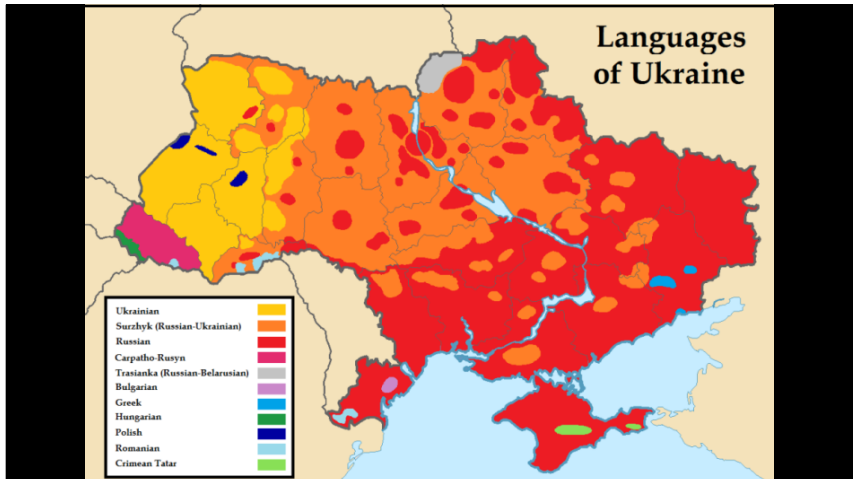 Languages
of Ukraine
Ukrainian
Surzhyk (Russian-Ukrainian)
Russian
Carpatho-Rusyn
Trasianka (Russian-Belarusian)
Bulgarian
Greek
Hungarian
Polish
Romanian
Crimean Tatar